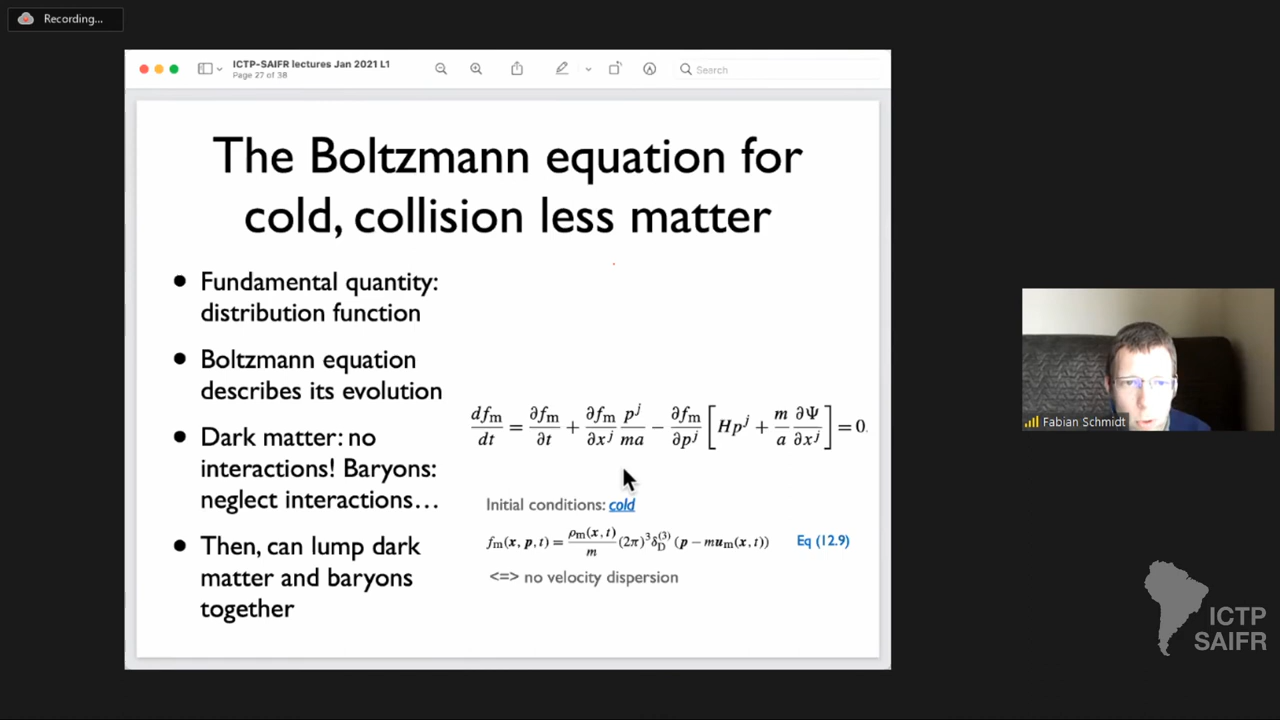 Recording...
ICTP-SAIFR lectures Jan 2021 L1
Page 27 of 38
Search
The Boltzmann equation for
cold, collision less matter
• Fundamental quantity:
distribution function
• Boltzmann equation
describes its evolution
• Dark matter: no
interactions! Baryons:
neglect interactions…
• Then, can lump dark
matter and baryons
together
df_m/dt = ∂f_m/∂t + ∂f_m/∂x^j p^j/ma − ∂f_m/∂p^j [Hp^j + m/a ∂Ψ/∂x^j] = 0.
Initial conditions: cold
f_m(x, p, t) = ρ_m(x, t)/m (2π)^3 δ_D^(3) (p − mu_m(x, t))
Eq (12.9)
<=> no velocity dispersion
Fabian Schmidt
ICTP
SAIFR